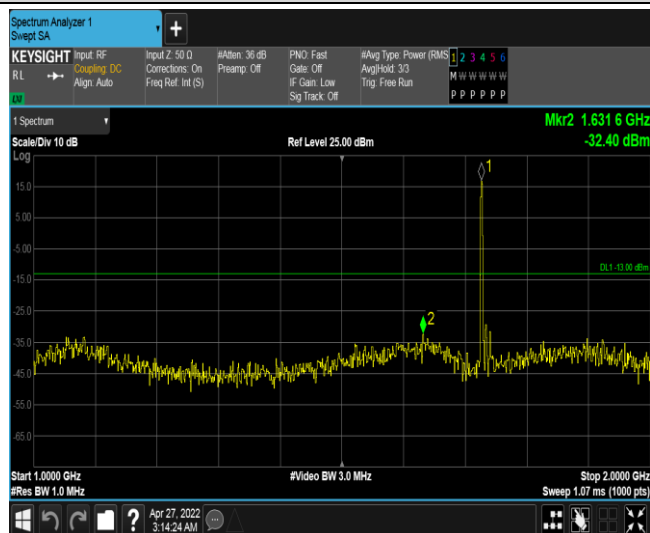 Spectrum Analyzer 1
Swept SA
+
KEYSIGHT
RL
LXI
Input: RF
Coupling: DC
Align: Auto
Input Z: 50 Ω
Corrections: On
Freq Ref: Int (S)
#Atten: 36 dB
Preamp: Off
PNO: Fast
Gate: Off
IF Gain: Low
Sig Track: Off
#Avg Type: Power (RMS
Avg|Hold: 3/3
Trig: Free Run
1 2 3 4 5 6
M W W W W W
P P P P P P
1 Spectrum
Mkr2 1.631 6 GHz
Scale/Div 10 dB
Ref Level 25.00 dBm
-32.40 dBm
Log
1
15.0
5.00
-5.00
DL1 -13.00 dBm
-15.0
-25.0
2
-35.0
-45.0
-55.0
-65.0
Start 1.0000 GHz
#Video BW 3.0 MHz
Stop 2.0000 GHz
#Res BW 1.0 MHz
Sweep 1.07 ms (1000 pts)
?
Apr 27, 2022
3:14:24 AM